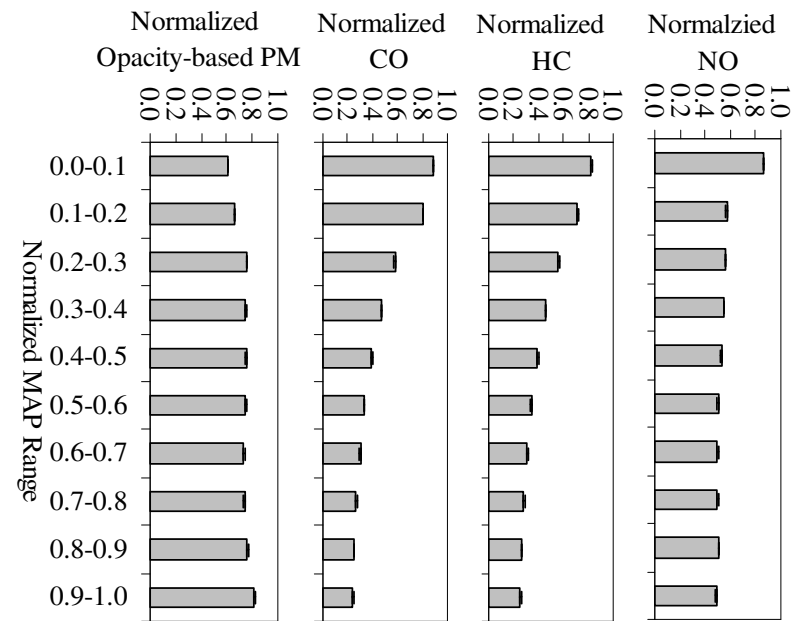 Normalized
Opacity-based PM
Normalized
CO
Normalized
HC
Normalzied
NO
0.0 0.2 0.4 0.6 0.8 1.0
0.0 0.2 0.4 0.6 0.8 1.0
0.0 0.2 0.4 0.6 0.8 1.0
0.0 0.2 0.4 0.6 0.8 1.0
Normalized MAP Range
0.0-0.1
0.1-0.2
0.2-0.3
0.3-0.4
0.4-0.5
0.5-0.6
0.6-0.7
0.7-0.8
0.8-0.9
0.9-1.0